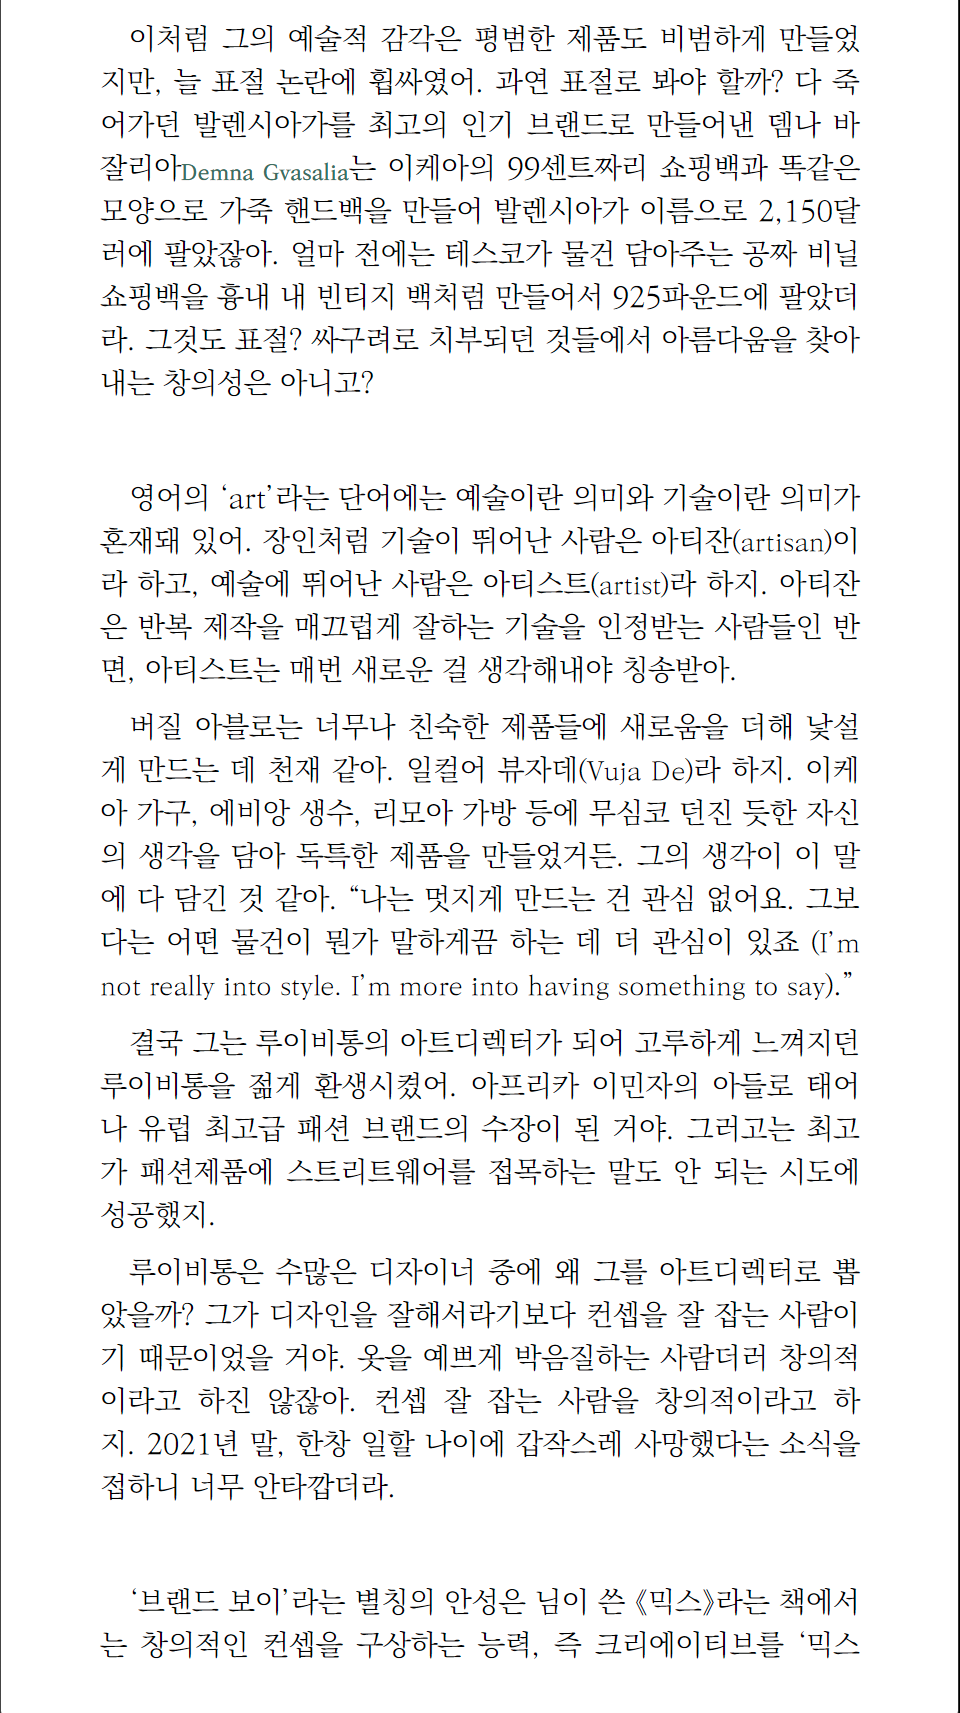 이처럼 그의 예술적 감각은 평범한 제품도 비범하게 만들었
지만, 늘 표절 논란에 휩싸였어. 과연 표절로 봐야 할까? 다 죽
어가던 발렌시아가를 최고의 인기 브랜드로 만들어낸 뎀나 바
잘리아Demna Gvasalia는 이케아의 99센트짜리 쇼핑백과 똑같은
모양으로 가죽 핸드백을 만들어 발렌시아가 이름으로 2,150달
러에 팔았잖아. 얼마 전에는 테스코가 물건 담아주는 공짜 비닐
쇼핑백을 흉내 내 빈티지 백처럼 만들어서 925파운드에 팔았더
라. 그것도 표절? 싸구려로 치부되던 것들에서 아름다움을 찾아
내는 창의성은 아니고?
영어의 ‘art’라는 단어에는 예술이란 의미와 기술이란 의미가
혼재돼 있어. 장인처럼 기술이 뛰어난 사람은 아티잔(artisan)이
라 하고, 예술에 뛰어난 사람은 아티스트(artist)라 하지. 아티잔
은 반복 제작을 매끄럽게 잘하는 기술을 인정받는 사람들인 반
면, 아티스트는 매번 새로운 걸 생각해내야 칭송받아.
버질 아블로는 너무나 친숙한 제품들에 새로움을 더해 낯설
게 만드는 데 천재 같아. 일컬어 뷰자데(Vuja De)라 하지. 이케
아 가구, 에비앙 생수, 리모아 가방 등에 무심코 던진 듯한 자신
의 생각을 담아 독특한 제품을 만들었거든. 그의 생각이 이 말
에 다 담긴 것 같아. “나는 멋지게 만드는 건 관심 없어요. 그보
다는 어떤 물건이 뭔가 말하게끔 하는 데 더 관심이 있죠 (I’m
not really into style. I’m more into having something to say).”
결국 그는 루이비통의 아트디렉터가 되어 고루하게 느껴지던
루이비통을 젊게 환생시켰어. 아프리카 이민자의 아들로 태어
나 유럽 최고급 패션 브랜드의 수장이 된 거야. 그러고는 최고
가 패션제품에 스트리트웨어를 접목하는 말도 안 되는 시도에
성공했지.
루이비통은 수많은 디자이너 중에 왜 그를 아트디렉터로 뽑
았을까? 그가 디자인을 잘해서라기보다 컨셉을 잘 잡는 사람이
기 때문이었을 거야. 옷을 예쁘게 박음질하는 사람더러 창의적
이라고 하진 않잖아. 컨셉 잘 잡는 사람을 창의적이라고 하
지. 2021년 말, 한창 일할 나이에 갑작스레 사망했다는 소식을
접하니 너무 안타깝더라.
‘브랜드 보이’라는 별칭의 안성은 님이 쓴 《믹스》라는 책에서
는 창의적인 컨셉을 구상하는 능력, 즉 크리에이티브를 ‘믹스